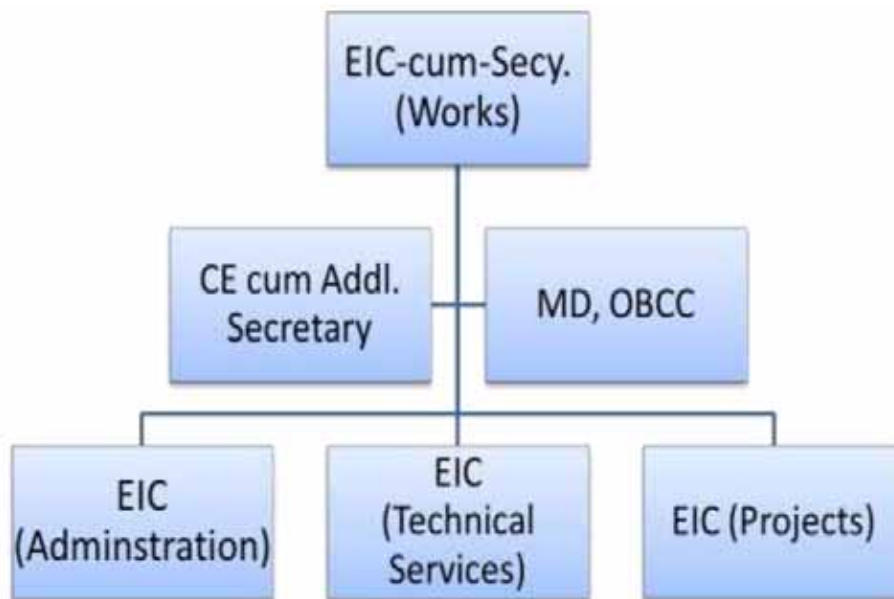 EIC-cum-Secy.
(Works)
CE cum Addl.
Secretary
MD, OBCC
EIC
(Adminstration)
EIC
(Technical
Services)
EIC (Projects)